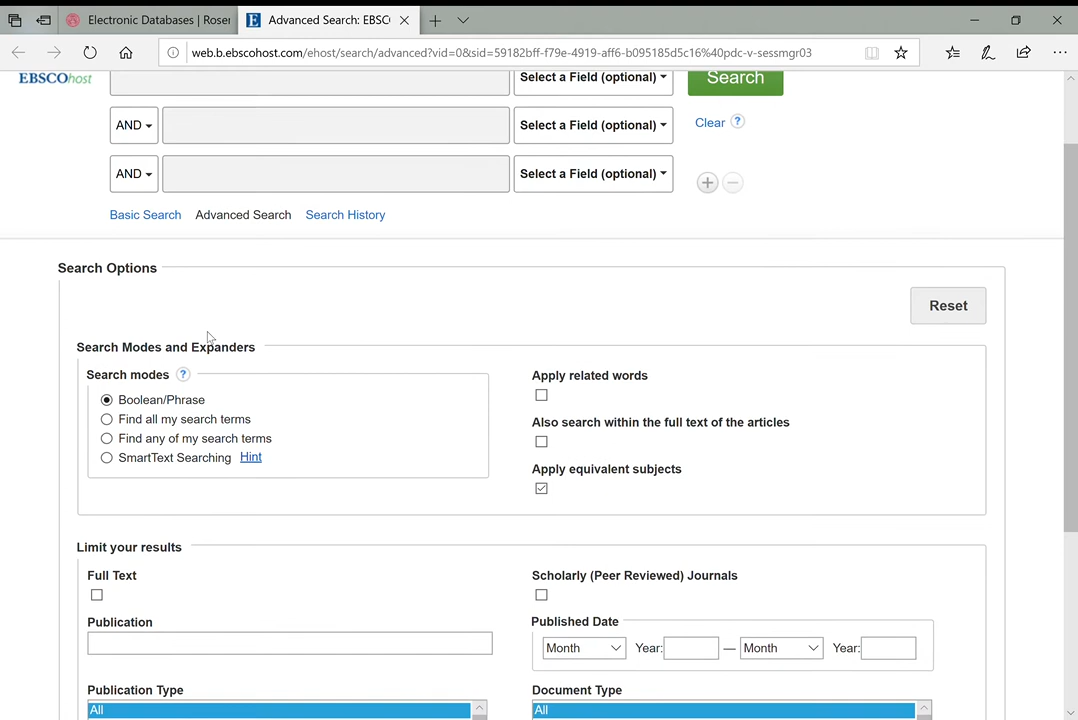 Electronic Databases | Roser
E Advanced Search: EBSC
web.b.ebscohost.com/ehost/search/advanced?vid=0&sid=59182bff-f79e-4919-aff6-b095185d5c16%40pdc-v-sessmgr03
EBSCOhost
Select a Field (optional)
Search
AND
Select a Field (optional)
Clear ?
AND
Select a Field (optional)
Basic Search Advanced Search Search History
Search Options
Reset
Search Modes and Expanders
Search modes ?
Boolean/Phrase
Find all my search terms
Find any of my search terms
SmartText Searching Hint
Apply related words
Also search within the full text of the articles
Apply equivalent subjects
Limit your results
Full Text
Scholarly (Peer Reviewed) Journals
Publication
Published Date
Month Year: — Month Year:
Publication Type
All
Document Type
All